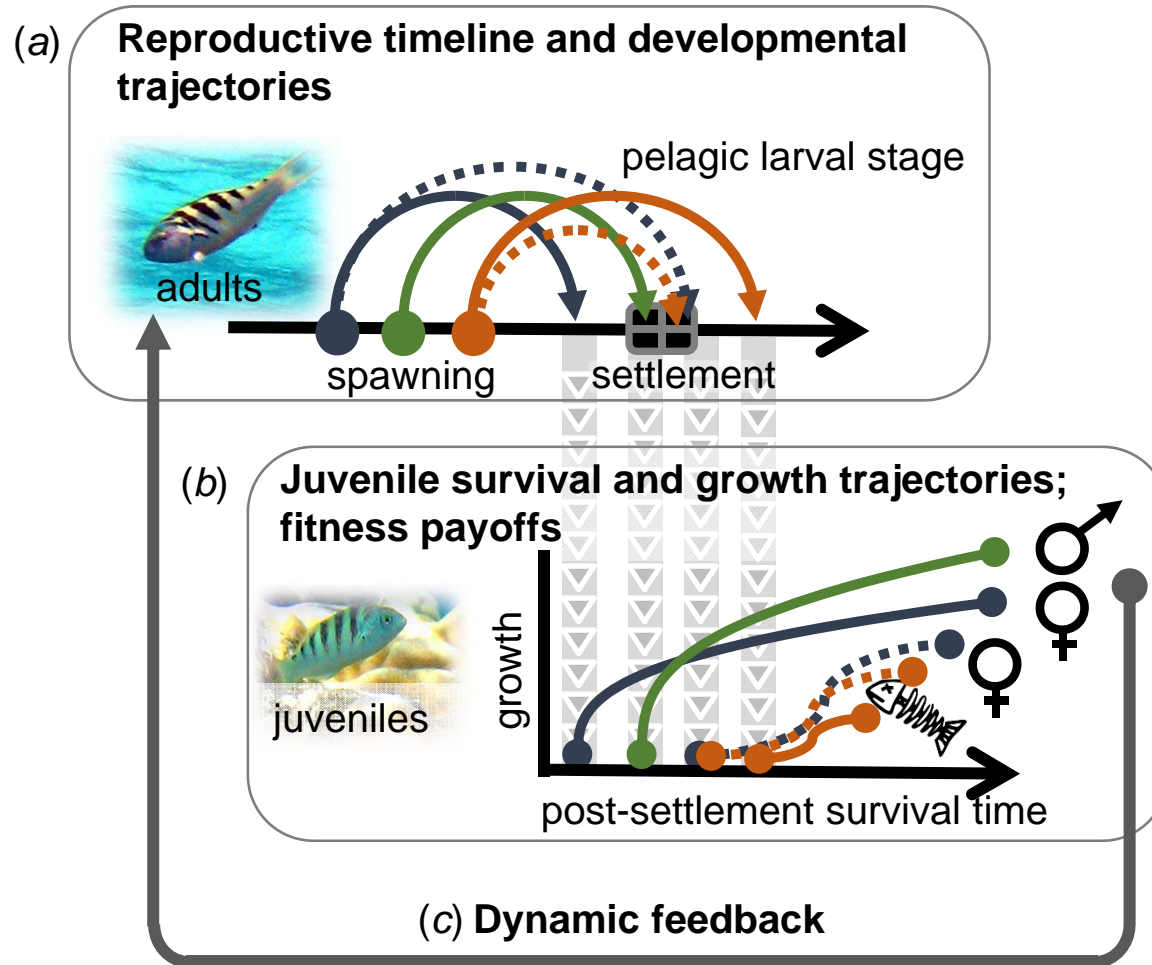 (a)
Reproductive timeline and developmental
trajectories
pelagic larval stage
adults
spawning
settlement
(b)
Juvenile survival and growth trajectories;
fitness payoffs
growth
juveniles
post-settlement survival time
(c) Dynamic feedback